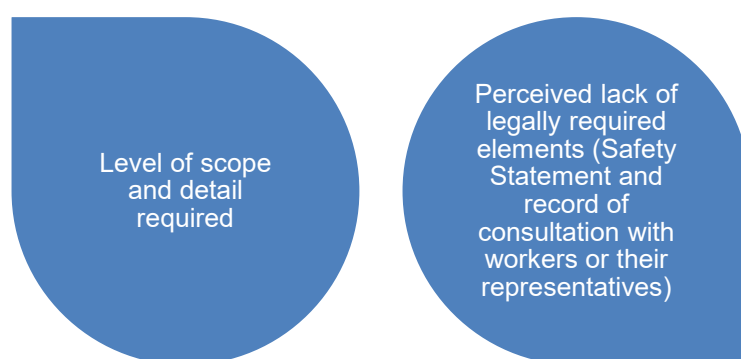 Level of scope
and detail
required
Perceived lack of
legally required
elements (Safety
Statement and
record of
consultation with
workers or their
representatives)